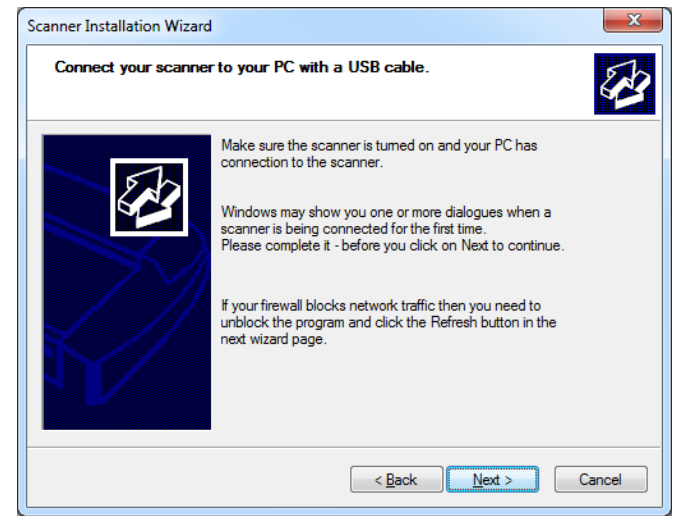 Scanner Installation Wizard
Connect your scanner to your PC with a USB cable.
Make sure the scanner is turned on and your PC has
connection to the scanner.
Windows may show you one or more dialogues when a
scanner is being connected for the first time.
Please complete it - before you click on Next to continue.
If your firewall blocks network traffic then you need to
unblock the program and click the Refresh button in the
next wizard page.
< Back
Next >
Cancel